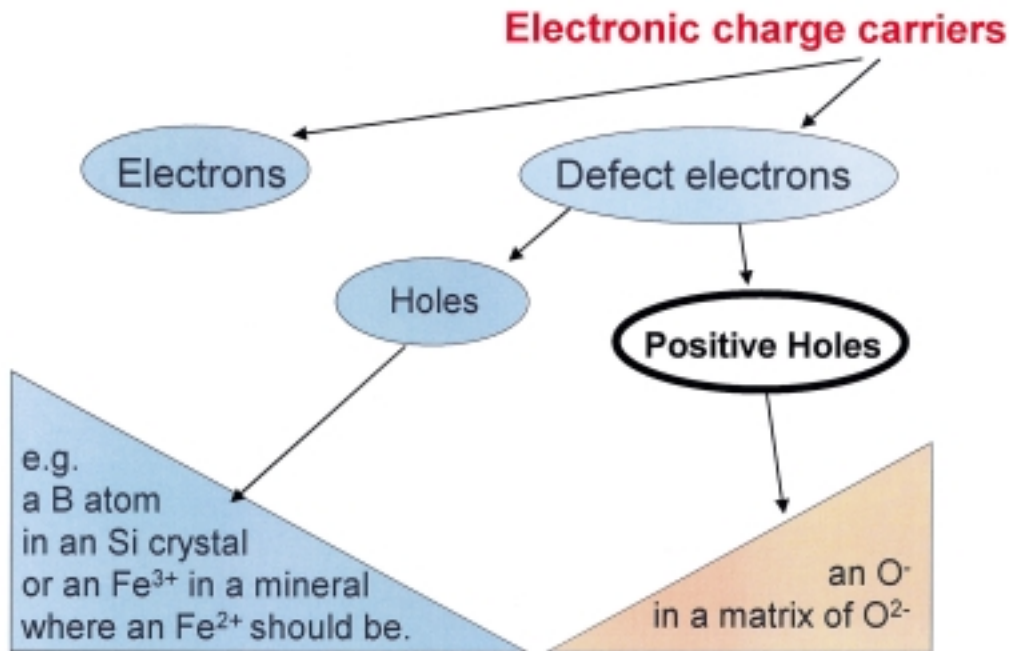 Electronic charge carriers
Electrons
Defect electrons
Holes
Positive Holes
e.g.
a B atom
in an Si crystal
or an Fe³⁺ in a mineral
where an Fe²⁺ should be.
an O⁻
in a matrix of O²⁻